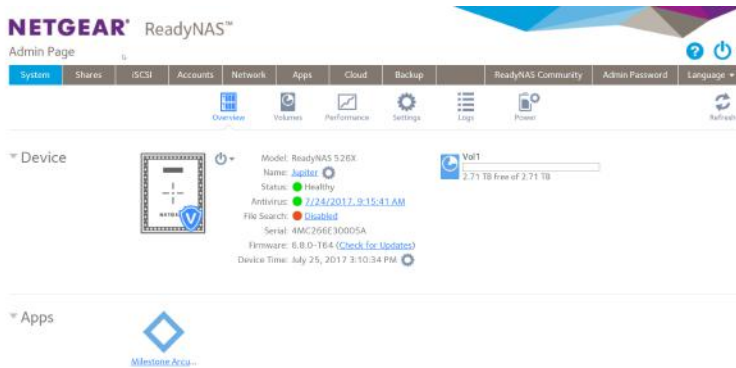 NETGEAR® ReadyNAS™
Admin Page
System Shares iSCSI Accounts Network Apps Cloud Backup ReadyNAS Community Admin Password Language
Overview Volumes Performance Settings Logs Power Refresh
Device
Model: ReadyNAS 526X
Name: Jupiter
Status: Healthy
Antivirus: 7/24/2017, 9:15:41 AM
File Search: Disabled
Serial: 4MC266E30005A
Firmware: 6.8.0-T64 (Check for Updates)
Device Time: July 25, 2017 3:10:34 PM
Vol1
2.71 TB free of 2.71 TB
Apps
Milestone Arcu...